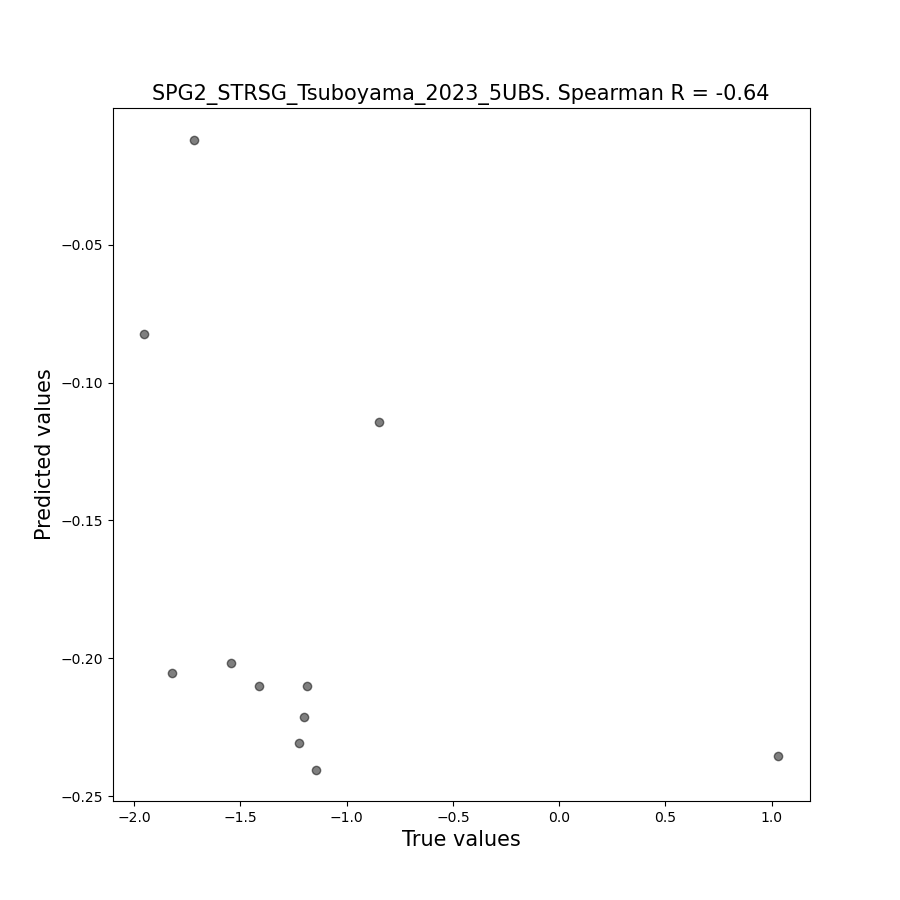 SPG2_STRSG_Tsuboyama_2023_5UBS. Spearman R = -0.64
Predicted values
−0.05
−0.10
−0.15
−0.20
−0.25
−2.0 −1.5 −1.0 −0.5 0.0 0.5 1.0
True values